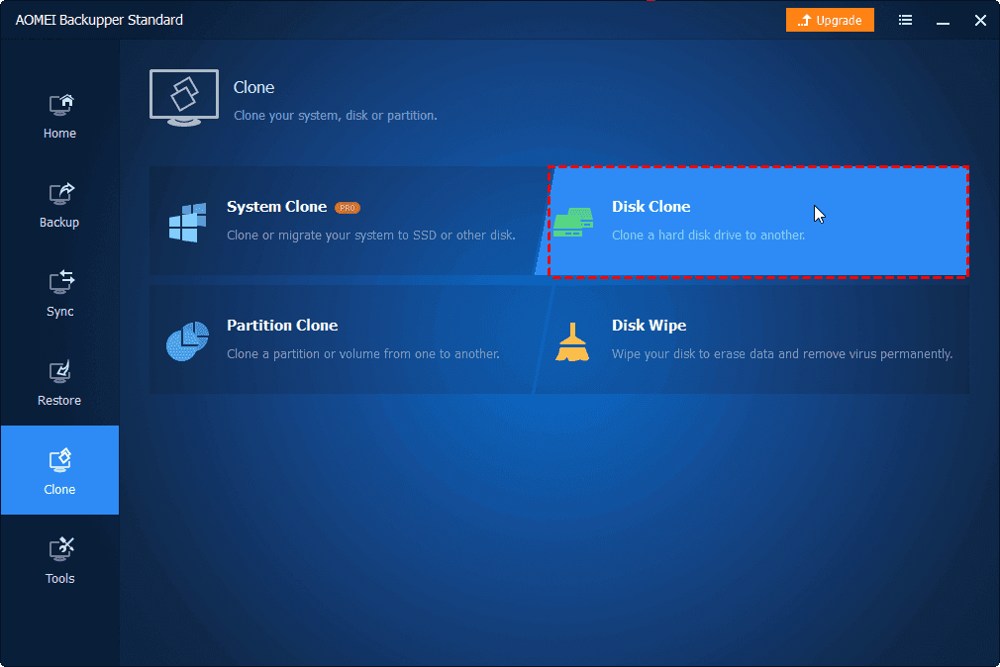 AOMEI Backupper Standard
Upgrade
Home
Backup
Sync
Restore
Clone
Tools
Clone
Clone your system, disk or partition.
System Clone PRO
Clone or migrate your system to SSD or other disk.
Disk Clone
Clone a hard disk drive to another.
Partition Clone
Clone a partition or volume from one to another.
Disk Wipe
Wipe your disk to erase data and remove virus permanently.